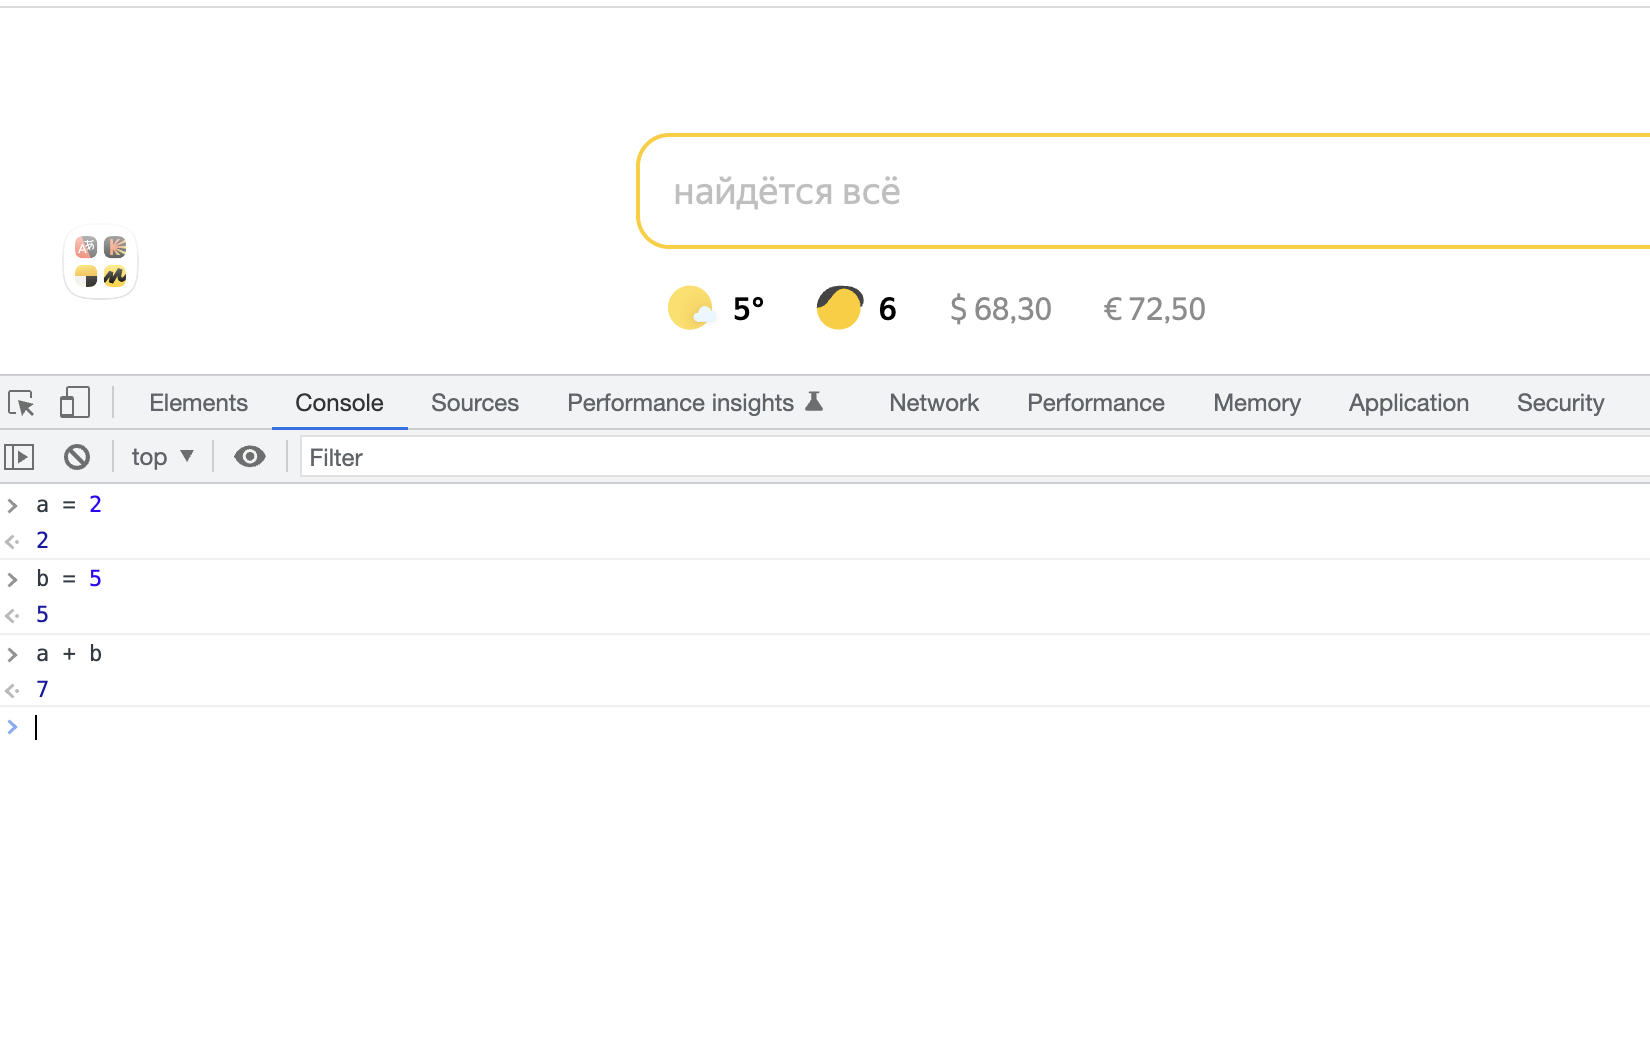 найдётся всё
5° 6 $ 68,30 € 72,50
Elements Console Sources Performance insights Network Performance Memory Application Security
top Filter
> a = 2
2
> b = 5
5
> a + b
7
>